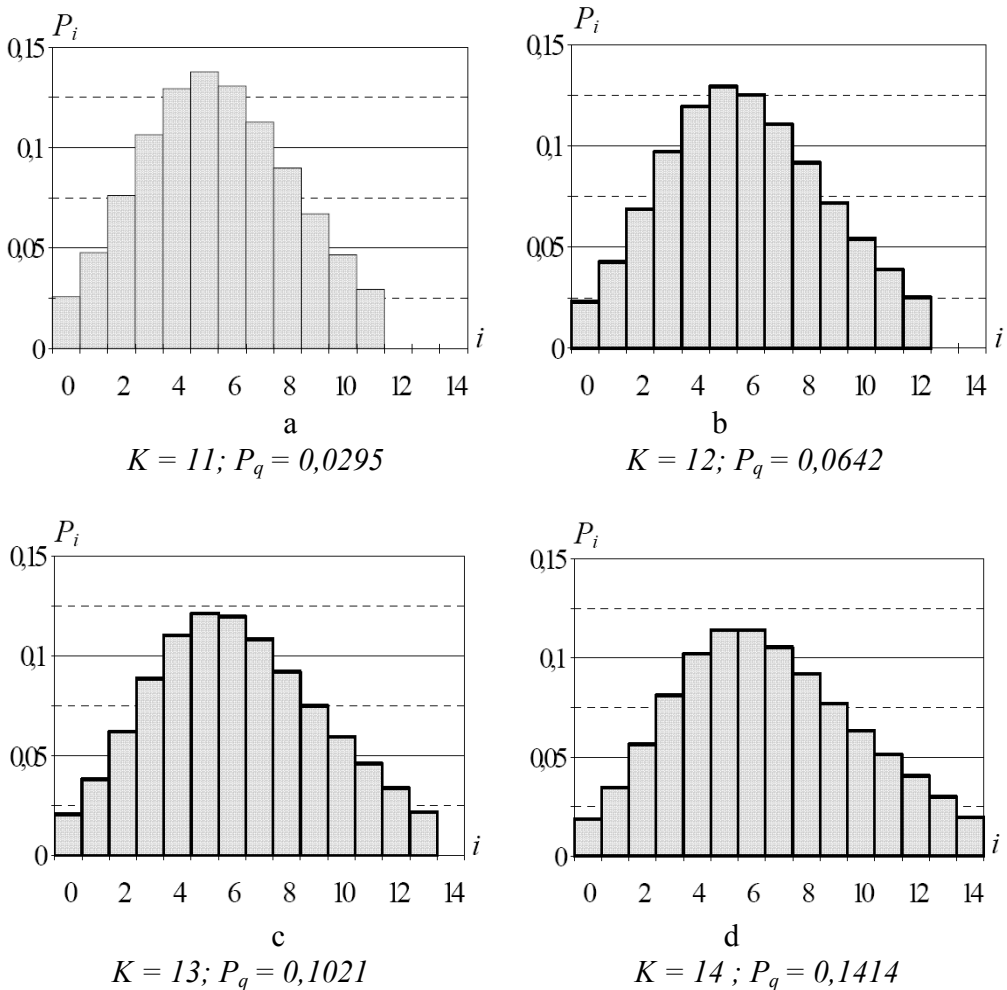 P_i
0,15
0,1
0,05
0
i
0 2 4 6 8 10 12 14
a
K = 11; P_q = 0,0295
P_i
0,15
0,1
0,05
0
i
0 2 4 6 8 10 12 14
b
K = 12; P_q = 0,0642
P_i
0,15
0,1
0,05
0
i
0 2 4 6 8 10 12 14
c
K = 13; P_q = 0,1021
P_i
0,15
0,1
0,05
0
i
0 2 4 6 8 10 12 14
d
K = 14 ; P_q = 0,1414